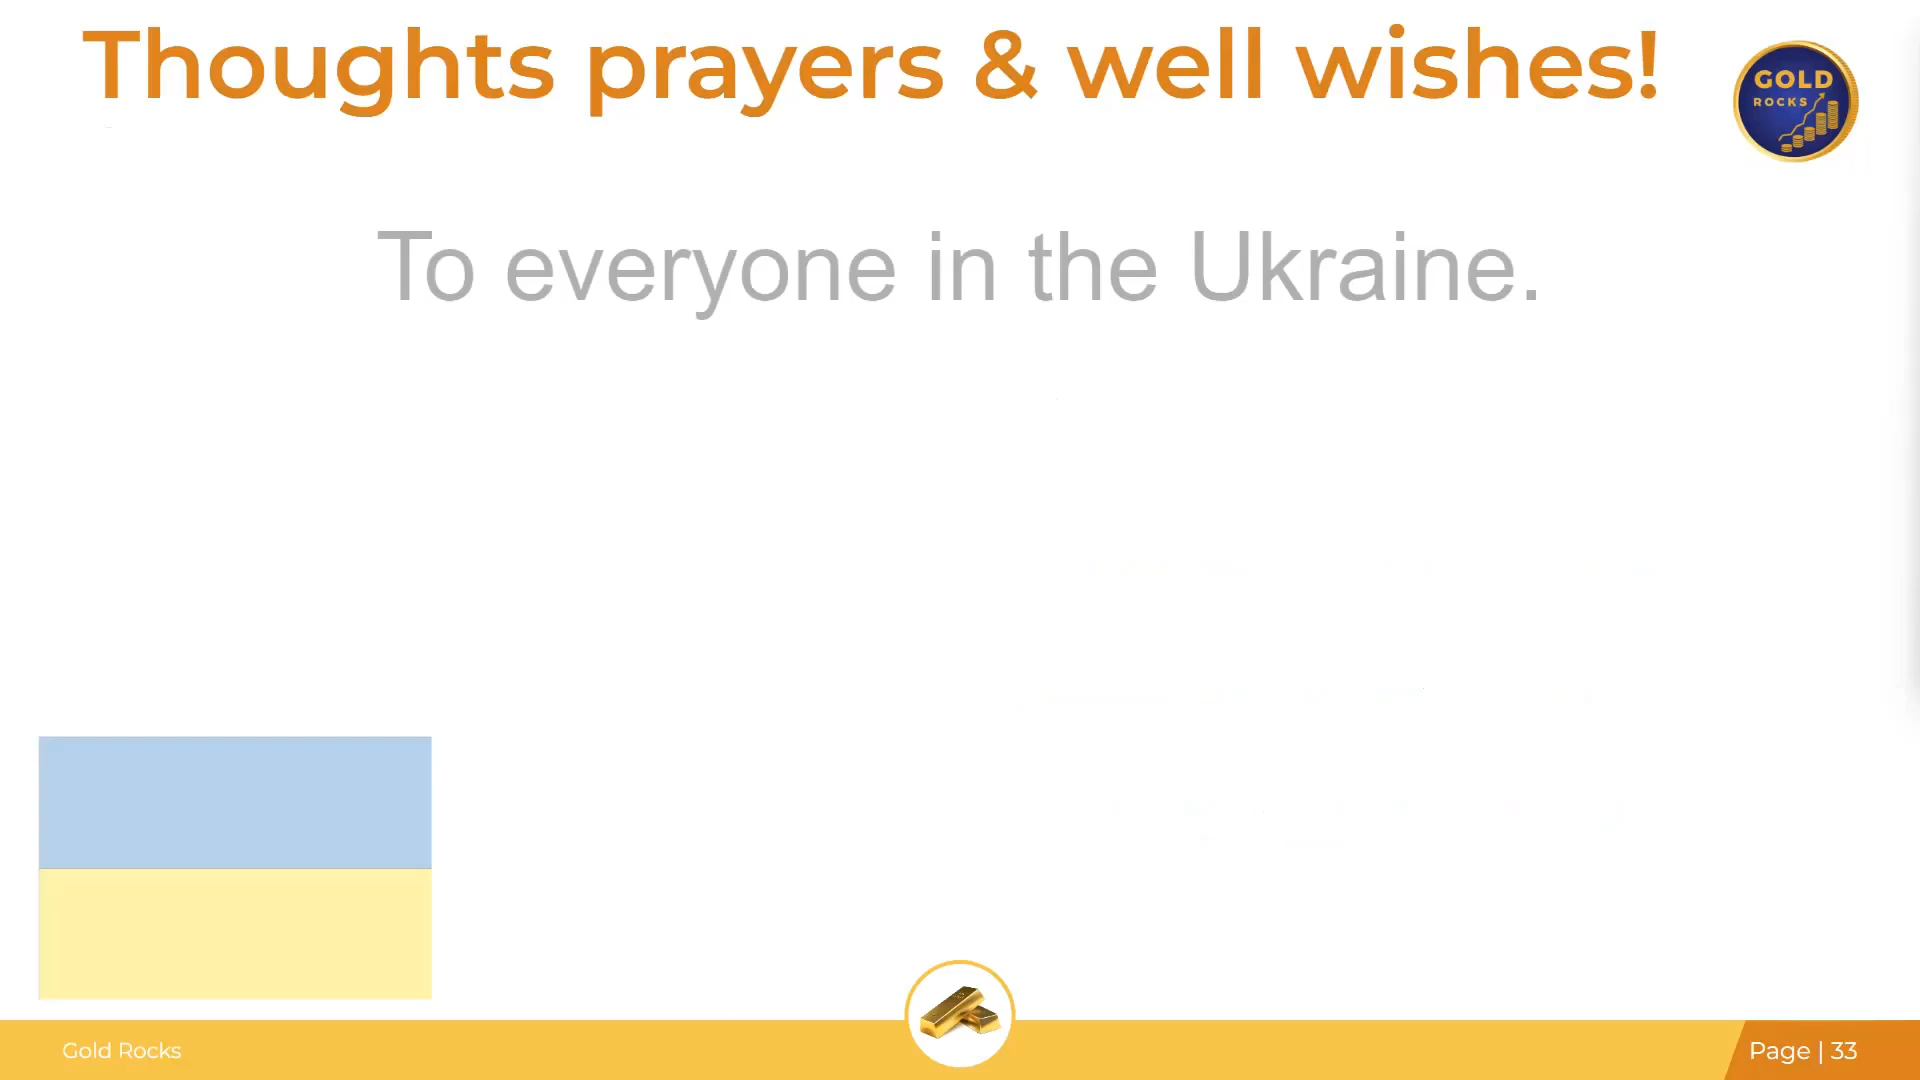 Thoughts prayers & well wishes!
GOLD
ROCKS
To everyone in the Ukraine.
Gold Rocks
Page | 33